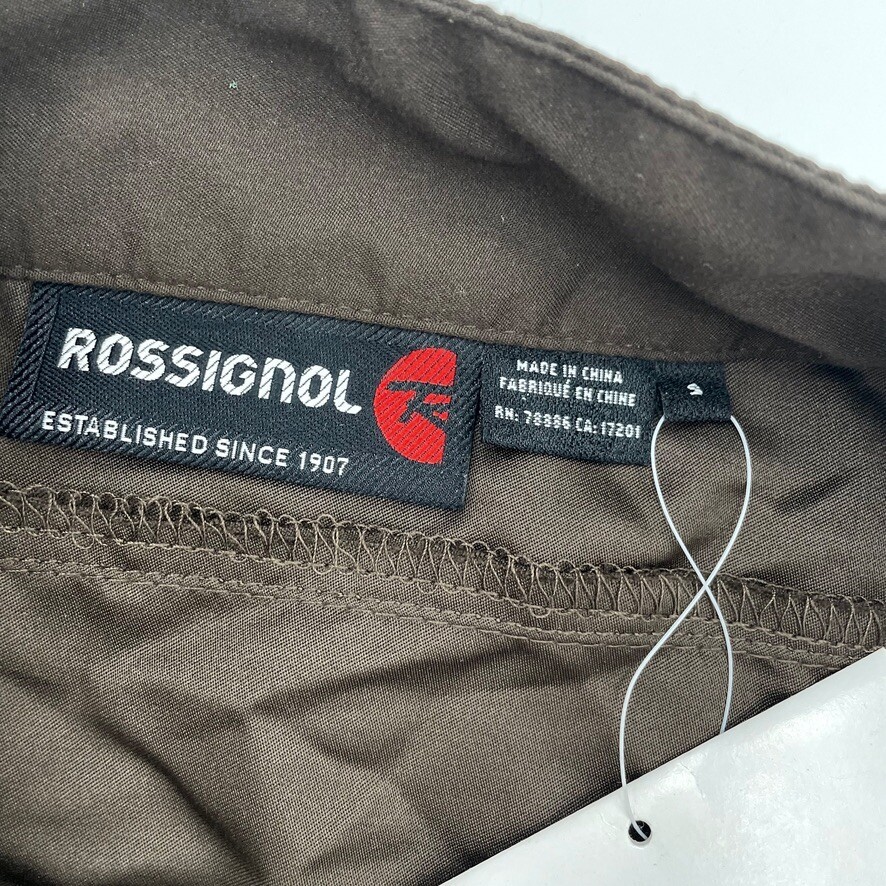 ROSSIGNOL
ESTABLISHED SINCE 1907
MADE IN CHINA
FABRIQUÉ EN CHINE
RN: 78886 CA: 17201
S